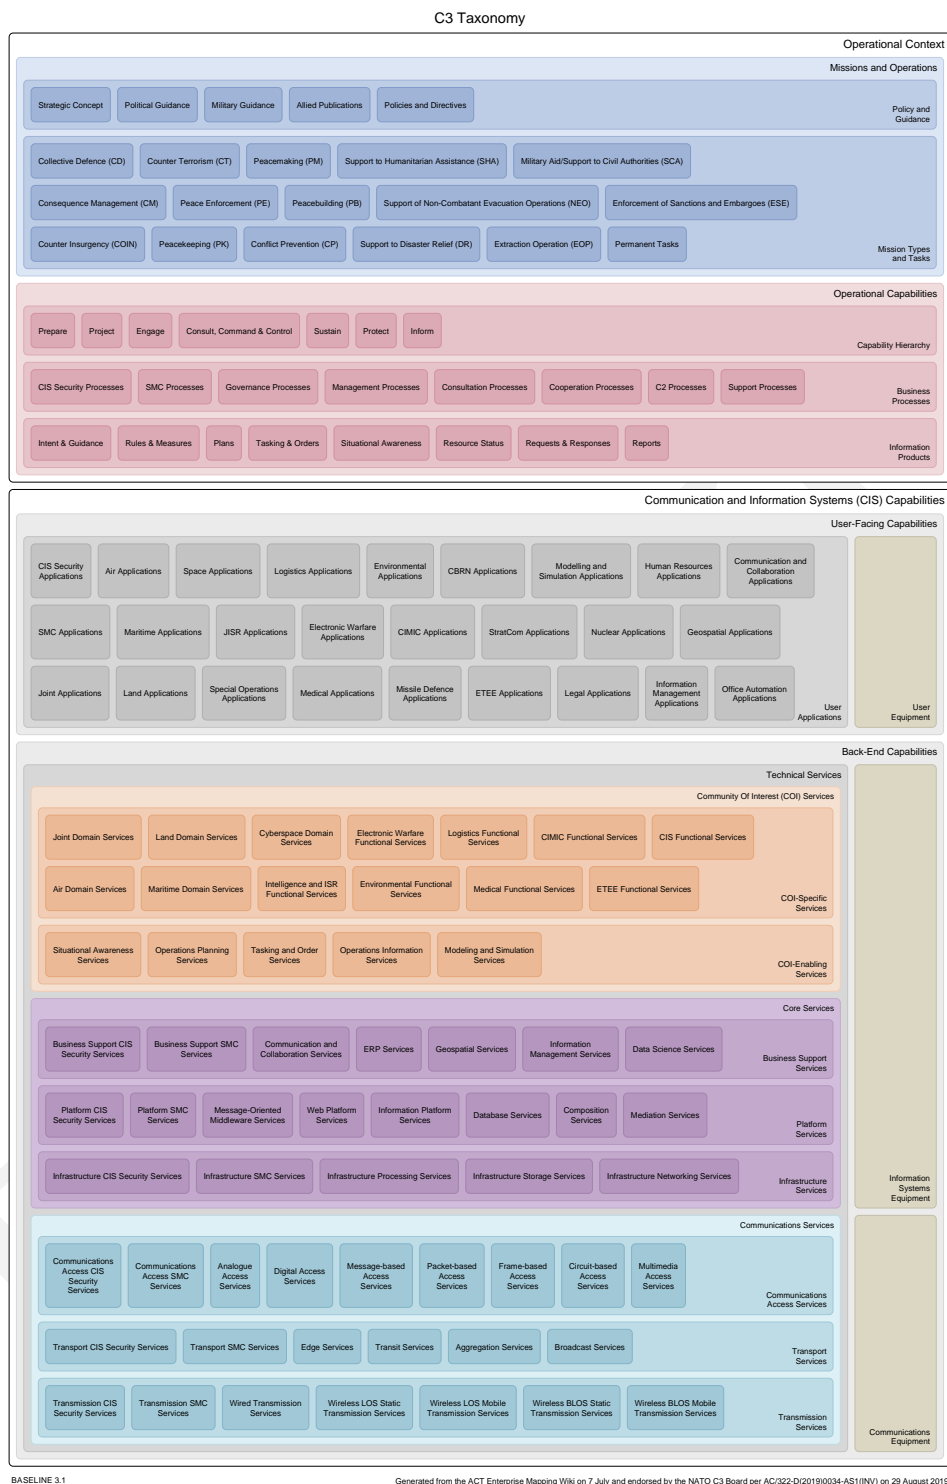 C3 Taxonomy
Operational Context
Missions and Operations
Strategic Concept
Political Guidance
Military Guidance
Allied Publications
Policies and Directives
Policy and
Guidance
Collective Defence (CD)
Counter Terrorism (CT)
Peacemaking (PM)
Support to Humanitarian Assistance (SHA)
Military Aid/Support to Civil Authorities (SCA)
Consequence Management (CM)
Peace Enforcement (PE)
Peacebuilding (PB)
Support of Non-Combatant Evacuation Operations (NEO)
Enforcement of Sanctions and Embargoes (ESE)
Counter Insurgency (COIN)
Peacekeeping (PK)
Conflict Prevention (CP)
Support to Disaster Relief (DR)
Extraction Operation (EOP)
Permanent Tasks
Mission Types
and Tasks
Operational Capabilities
Prepare
Project
Engage
Consult, Command & Control
Sustain
Protect
Inform
Capability Hierarchy
CIS Security Processes
SMC Processes
Governance Processes
Management Processes
Consultation Processes
Cooperation Processes
C2 Processes
Support Processes
Business
Processes
Intent & Guidance
Rules & Measures
Plans
Tasking & Orders
Situational Awareness
Resource Status
Requests & Responses
Reports
Information
Products
Communication and Information Systems (CIS) Capabilities
User-Facing Capabilities
CIS Security
Applications
Air Applications
Space Applications
Logistics Applications
Environmental
Applications
CBRN Applications
Modelling and
Simulation Applications
Human Resources
Applications
Communication and
Collaboration
Applications
SMC Applications
Maritime Applications
JISR Applications
Electronic Warfare
Applications
CIMIC Applications
StratCom Applications
Nuclear Applications
Geospatial Applications
Joint Applications
Land Applications
Special Operations
Applications
Medical Applications
Missile Defence
Applications
ETEE Applications
Legal Applications
Information
Management
Applications
Office Automation
Applications
User
Applications
User
Equipment
Back-End Capabilities
Technical Services
Community Of Interest (COI) Services
Joint Domain Services
Land Domain Services
Cyberspace Domain
Services
Electronic Warfare
Functional Services
Logistics Functional
Services
CIMIC Functional Services
CIS Functional Services
Air Domain Services
Maritime Domain Services
Intelligence and ISR
Functional Services
Environmental Functional
Services
Medical Functional Services
ETEE Functional Services
COI-Specific
Services
Situational Awareness
Services
Operations Planning
Services
Tasking and Order
Services
Operations Information
Services
Modeling and Simulation
Services
COI-Enabling
Services
Core Services
Business Support CIS
Security Services
Business Support SMC
Services
Communication and
Collaboration Services
ERP Services
Geospatial Services
Information
Management Services
Data Science Services
Business Support
Services
Platform CIS
Security Services
Platform SMC
Services
Message-Oriented
Middleware Services
Web Platform
Services
Information Platform
Services
Database Services
Composition
Services
Mediation Services
Platform
Services
Infrastructure CIS Security Services
Infrastructure SMC Services
Infrastructure Processing Services
Infrastructure Storage Services
Infrastructure Networking Services
Infrastructure
Services
Information
Systems
Equipment
Communications Services
Communications
Access CIS
Security
Services
Communications
Access SMC
Services
Analogue
Access
Services
Digital Access
Services
Message-based
Access
Services
Packet-based
Access
Services
Frame-based
Access
Services
Circuit-based
Access
Services
Multimedia
Access
Services
Communications
Access Services
Transport CIS Security Services
Transport SMC Services
Edge Services
Transit Services
Aggregation Services
Broadcast Services
Transport
Services
Transmission CIS
Security Services
Transmission SMC
Services
Wired Transmission
Services
Wireless LOS Static
Transmission Services
Wireless LOS Mobile
Transmission Services
Wireless BLOS Static
Transmission Services
Wireless BLOS Mobile
Transmission Services
Transmission
Services
Communications
Equipment
BASELINE 3.1
Generated from the ACT Enterprise Mapping Wiki on 7 July and endorsed by the NATO C3 Board per AC/322-D(2019)0034-AS1(INV) on 29 August 2019